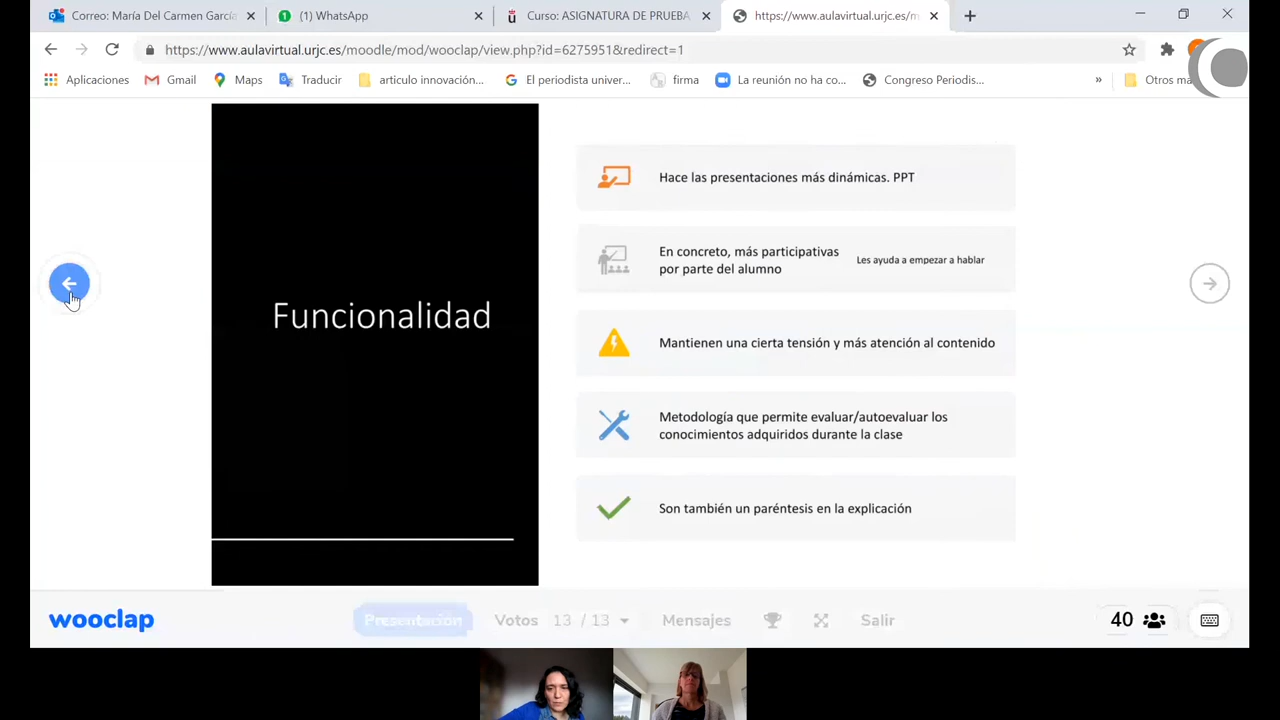 Correo: María Del Carmen García
(1) WhatsApp
Curso: ASIGNATURA DE PRUEBA
https://www.aulavirtual.urjc.es/m
https://www.aulavirtual.urjc.es/moodle/mod/wooclap/view.php?id=6275951&redirect=1
Aplicaciones
Gmail
Maps
Traducir
articulo innovación...
El periodista univer...
firma
La reunión no ha co...
Congreso Periodis...
»
Otros ma
Funcionalidad
Hace las presentaciones más dinámicas. PPT
En concreto, más participativas
por parte del alumno
Les ayuda a empezar a hablar
Mantienen una cierta tensión y más atención al contenido
Metodología que permite evaluar/autoevaluar los
conocimientos adquiridos durante la clase
Son también un paréntesis en la explicación
wooclap
Presentación
Votos
13 / 13
Mensajes
Salir
40